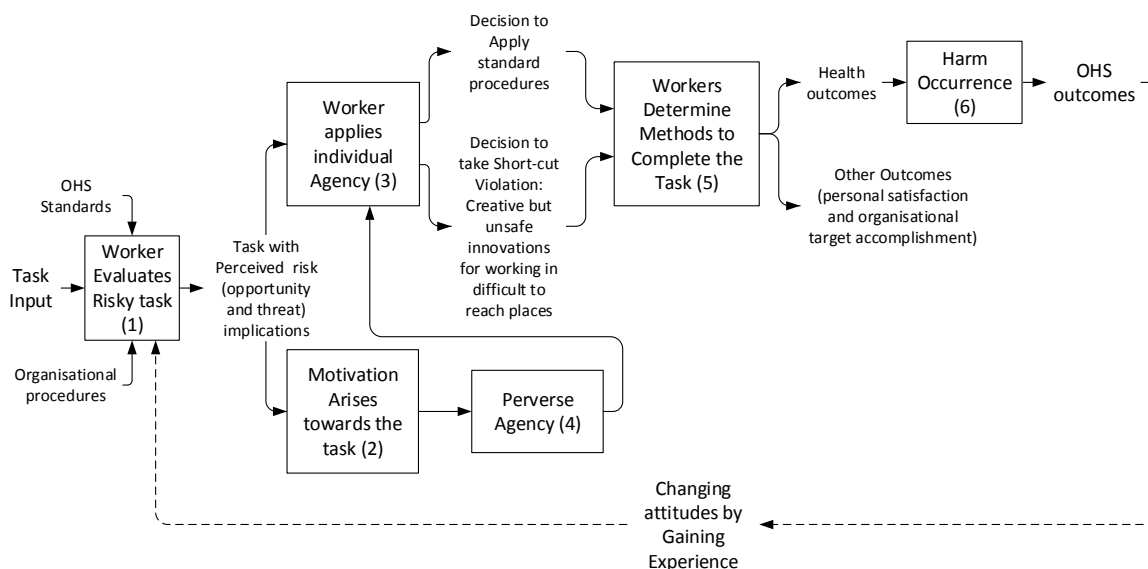 OHS
Standards
Task
Input
Organisational
procedures
Worker
Evaluates
Risky task
(1)
Task with
Perceived risk
(opportunity
and threat)
implications
Worker
applies
individual
Agency (3)
Motivation
Arises
towards the
task (2)
Perverse
Agency (4)
Decision to
Apply
standard
procedures
Decision to
take Short-cut
Violation:
Creative but
unsafe
innovations
for working in
difficult to
reach places
Workers
Determine
Methods to
Complete the
Task (5)
Health
outcomes
Other Outcomes
(personal satisfaction
and organisational
target accomplishment)
Harm
Occurrence
(6)
OHS
outcomes
Changing
attitudes by
Gaining
Experience